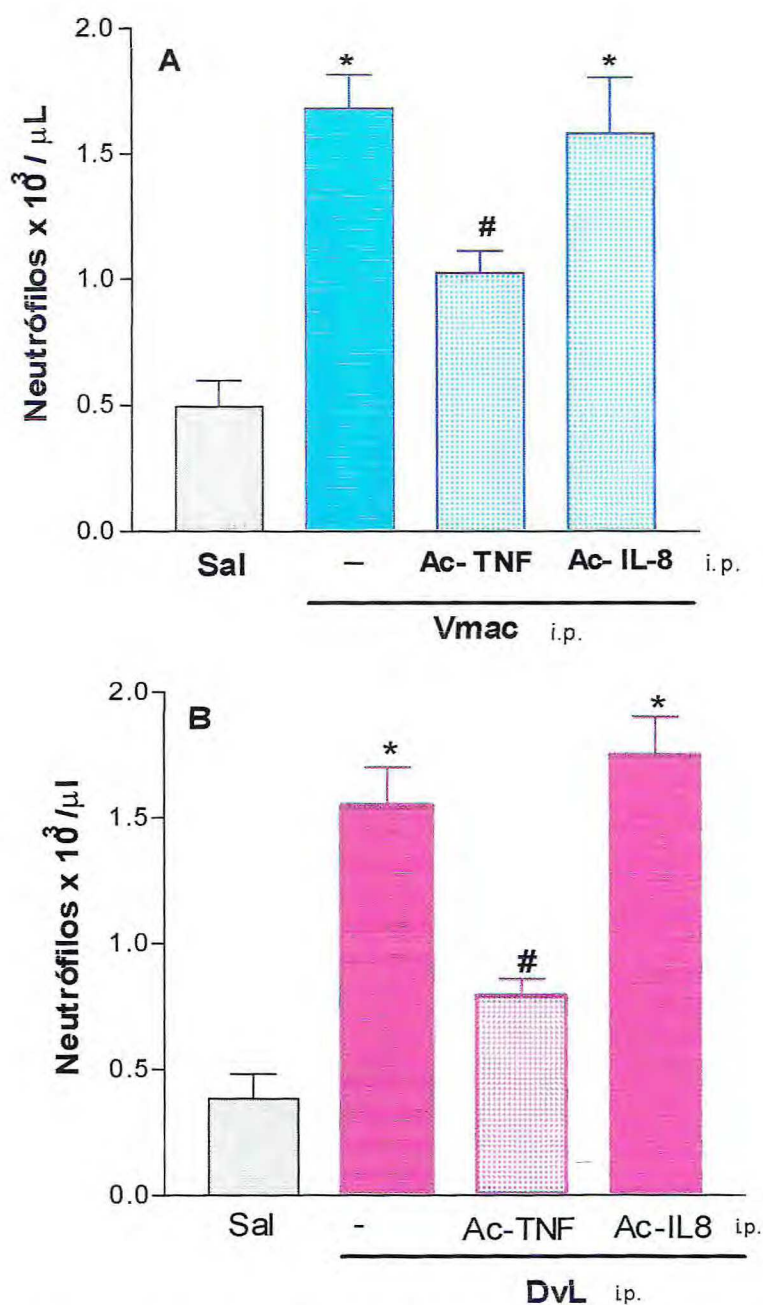 A
2.0
*
*
1.5
#
1.0
0.5
0.0
Neutrófilos x 10³ / µL
Sal – Ac-TNF Ac-IL-8 i.p.
Vmac i.p.
B
2.0
*
*
1.5
#
1.0
0.5
0.0
Neutrófilos x 10³ /µl
Sal - Ac-TNF Ac-IL8 i.p.
DvL i.p.